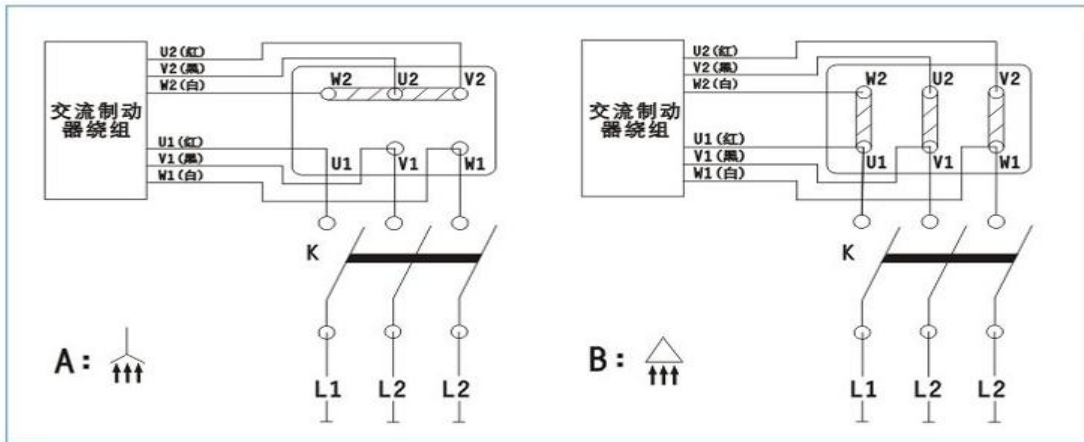 U2(红)
V2(黑)
W2(白)
W2 U2 V2
交流制动
器绕组
U1(红)
V1(黑)
W1(白)
U1 V1 W1
K
A:
L1 L2 L2
U2(红)
V2(黑)
W2(白)
W2 U2 V2
交流制动
器绕组
U1(红)
V1(黑)
W1(白)
U1 V1 W1
K
B:
L1 L2 L2